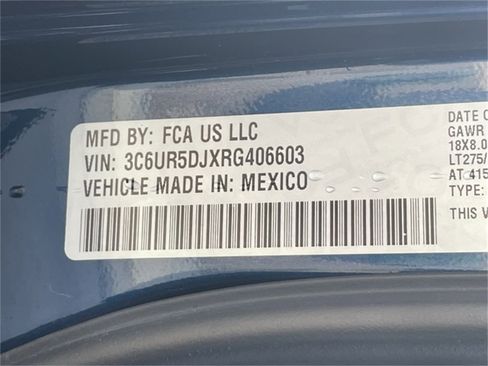 MFD BY: FCA US LLC
VIN: 3C6UR5DJXRG406603
VEHICLE MADE IN: MEXICO
DATE O
GAWR
18X8.0
LT275/
AT 415
TYPE:
THIS V